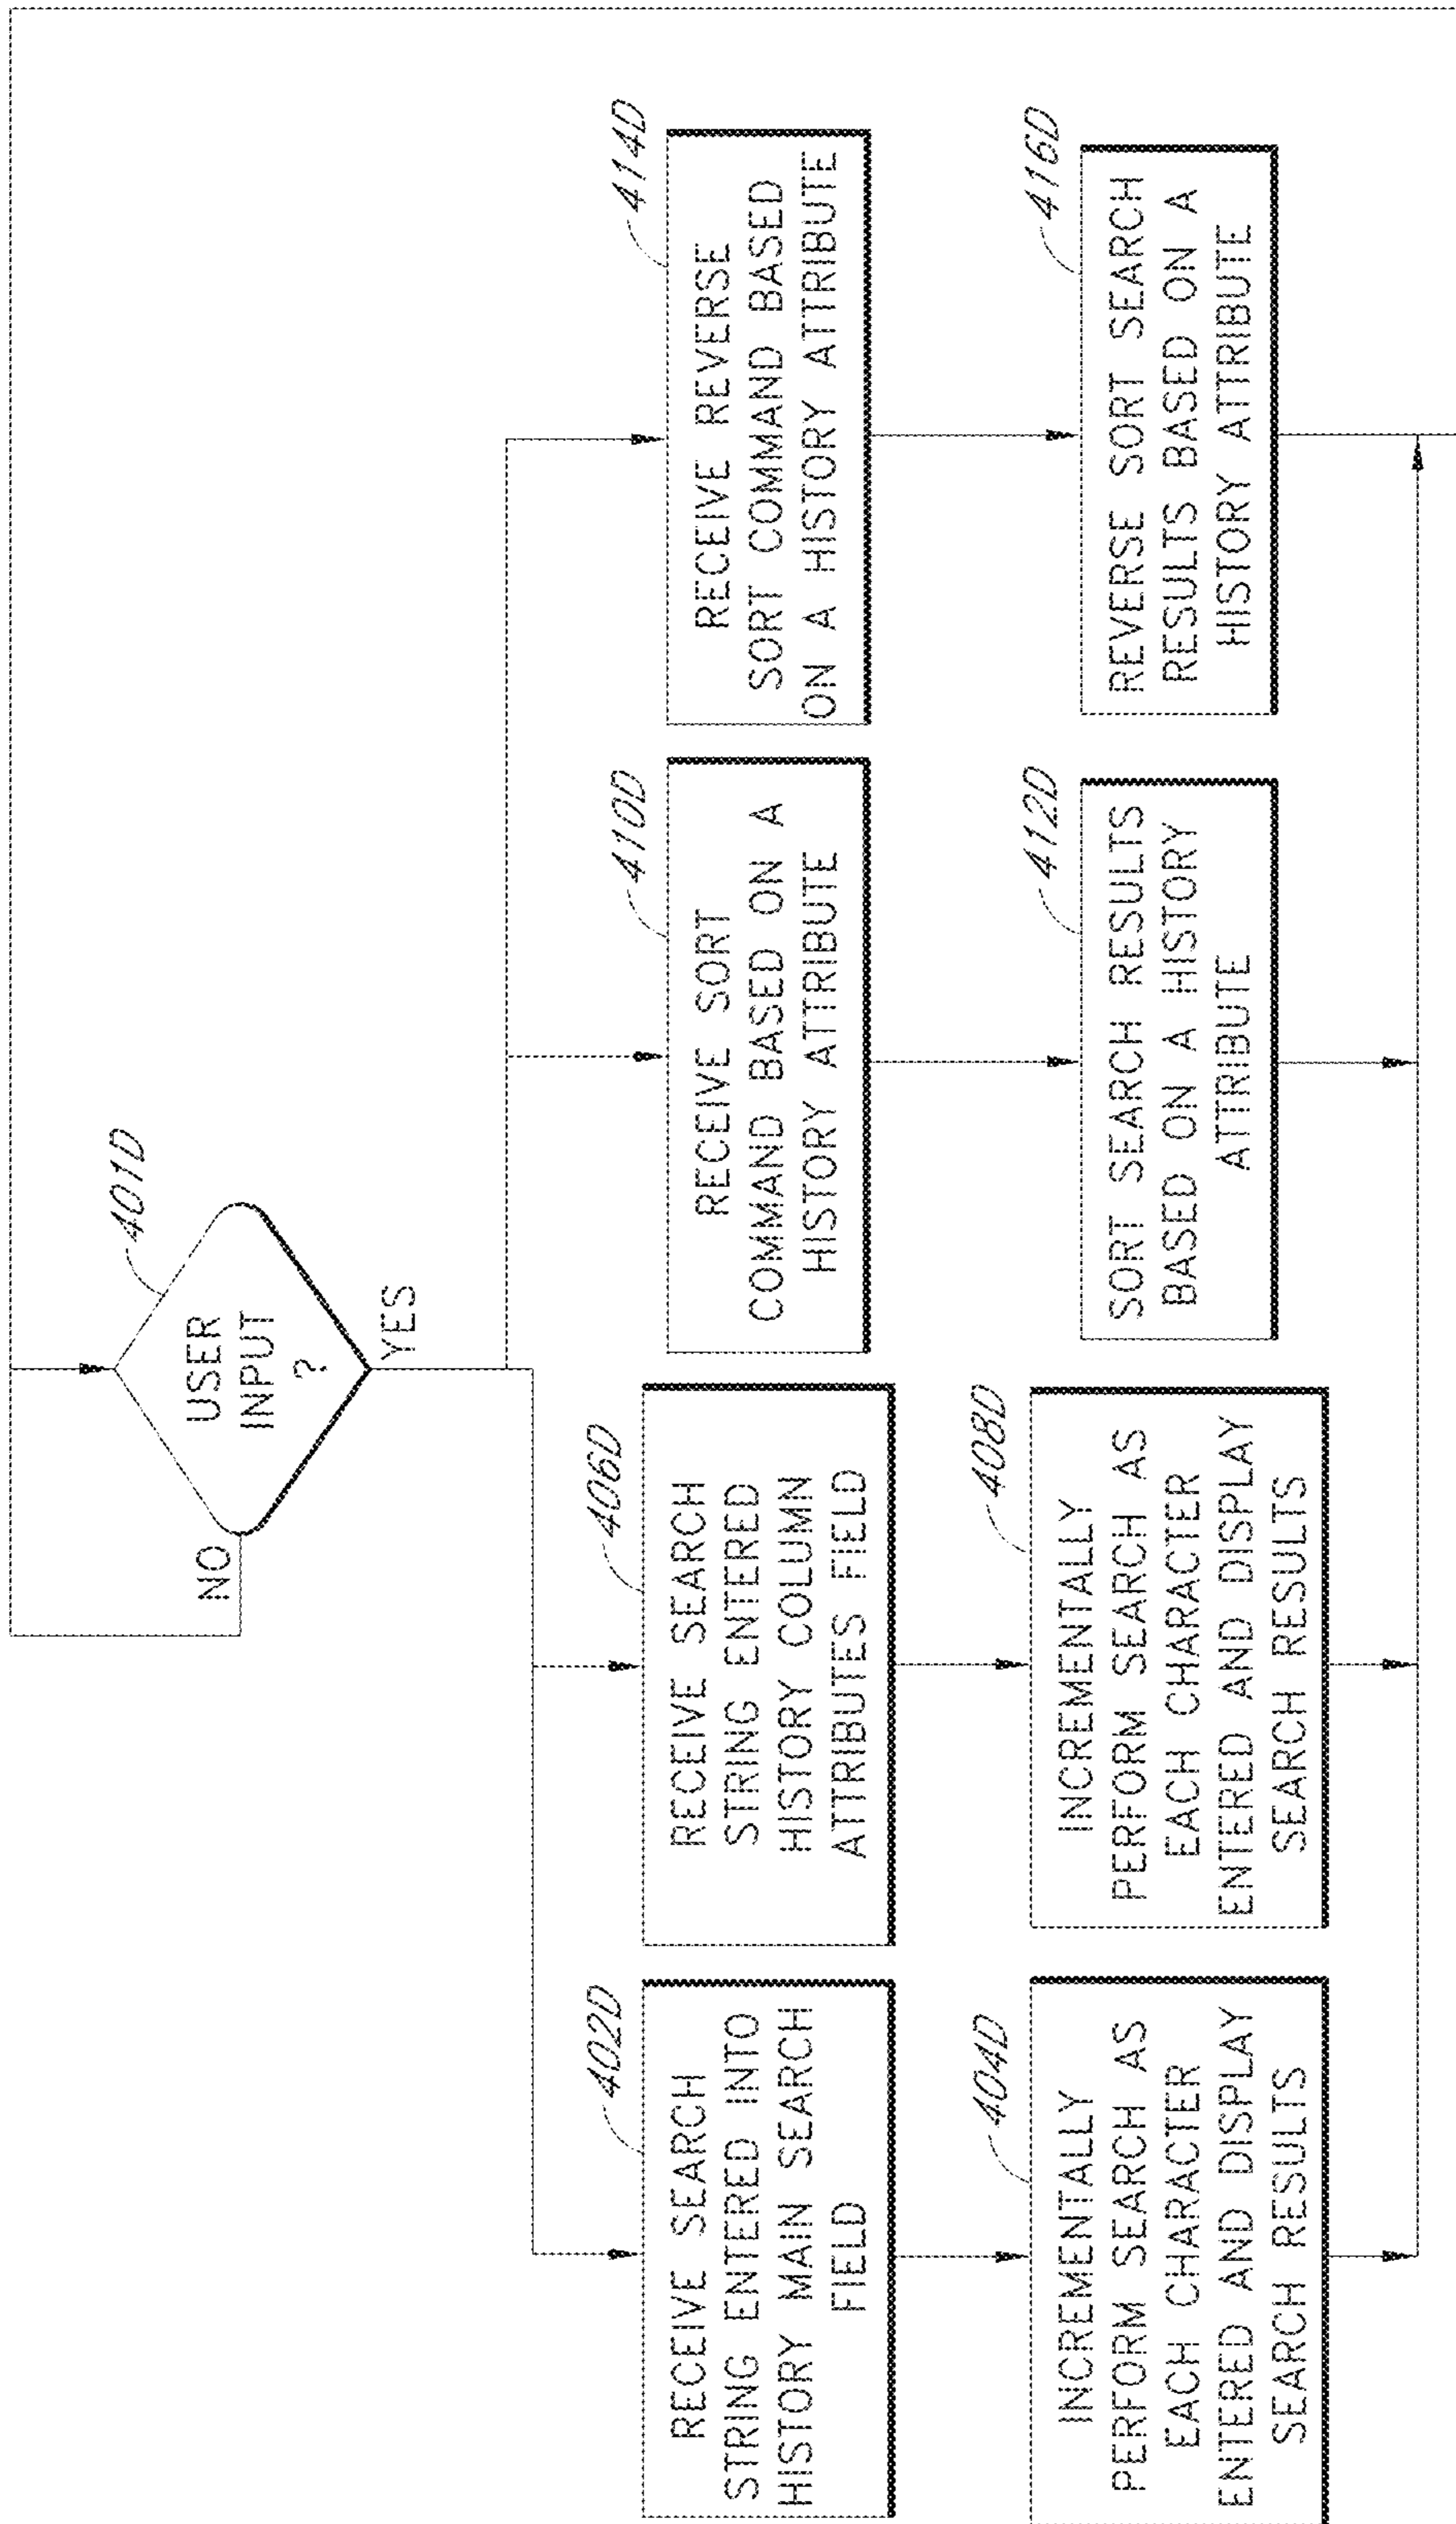 401D
USER
INPUT
?
NO
YES
402D
RECEIVE SEARCH
STRING ENTERED INTO
HISTORY MAIN SEARCH
FIELD
406D
RECEIVE SEARCH
STRING ENTERED
HISTORY COLUMN
ATTRIBUTES FIELD
410D
RECEIVE SORT
COMMAND BASED ON A
HISTORY ATTRIBUTE
414D
RECEIVE REVERSE
SORT COMMAND BASED
ON A HISTORY ATTRIBUTE
404D
INCREMENTALLY
PERFORM SEARCH AS
EACH CHARACTER
ENTERED AND DISPLAY
SEARCH RESULTS
408D
INCREMENTALLY
PERFORM SEARCH AS
EACH CHARACTER
ENTERED AND DISPLAY
SEARCH RESULTS
412D
SORT SEARCH RESULTS
BASED ON A HISTORY
ATTRIBUTE
416D
REVERSE SORT SEARCH
RESULTS BASED ON A
HISTORY ATTRIBUTE